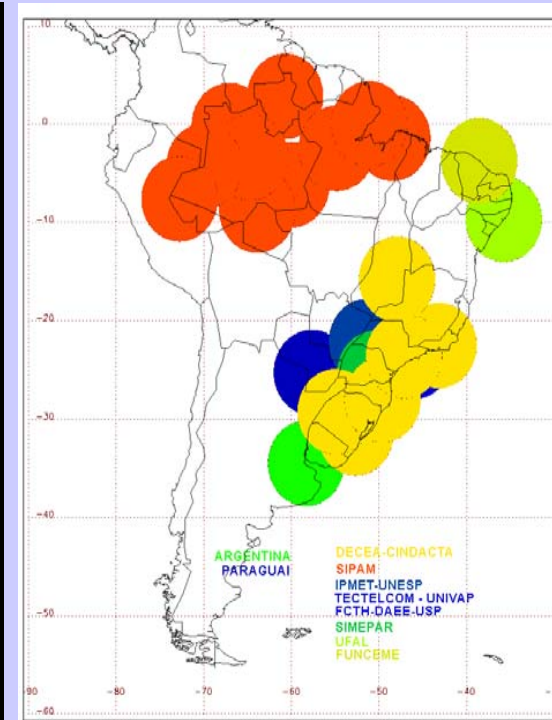 10
0
-10
-20
-30
-40
ARGENTINA
PARAGUAI
DECEA-CINDACTA
SIPAM
IPMET-UNESP
TECTELCOM - UNIVAP
FCTH-DAEE-USP
SIMEPAR
UFAL
FUNCEME
-50
-60
-90 -80 -70 -60 -50 -40